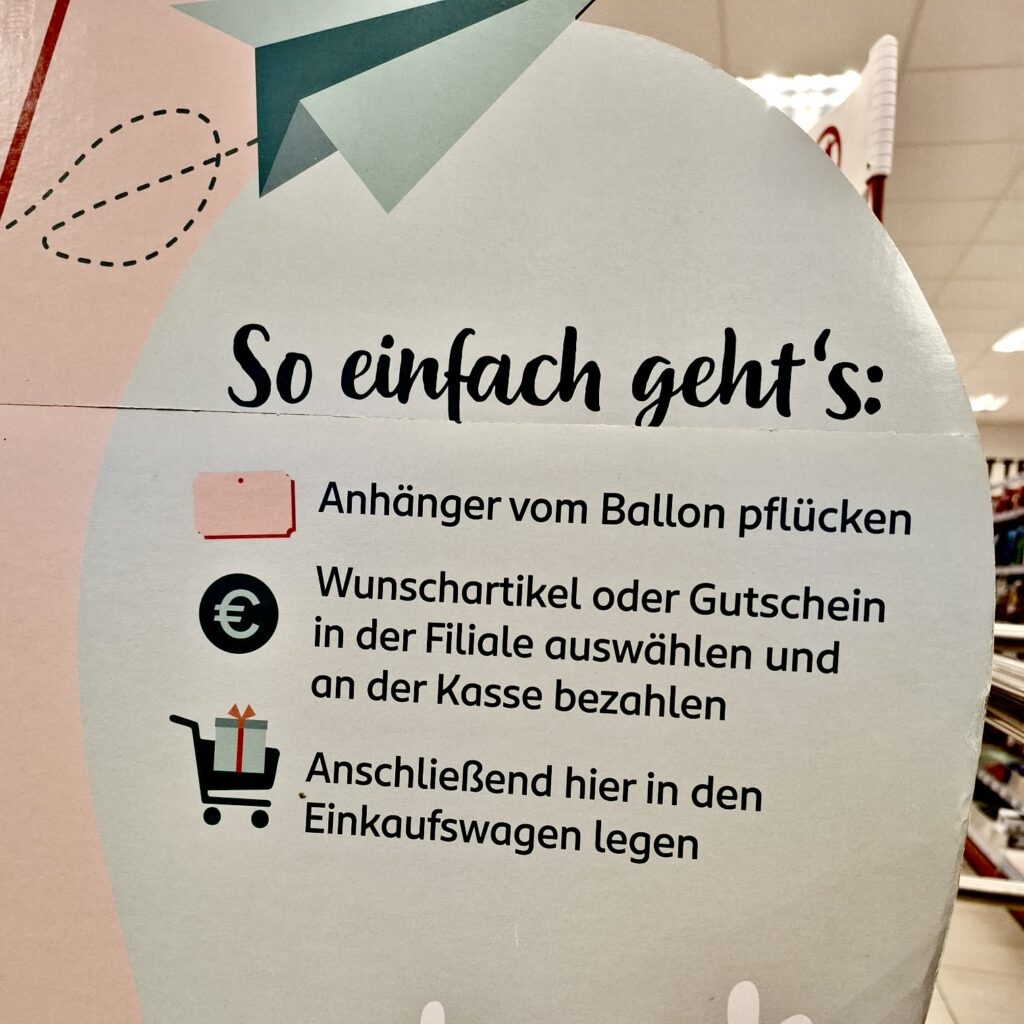 So einfach geht's:
Anhänger vom Ballon pflücken
€
Wunschartikel oder Gutschein
in der Filiale auswählen und
an der Kasse bezahlen
Anschließend hier in den
Einkaufswagen legen